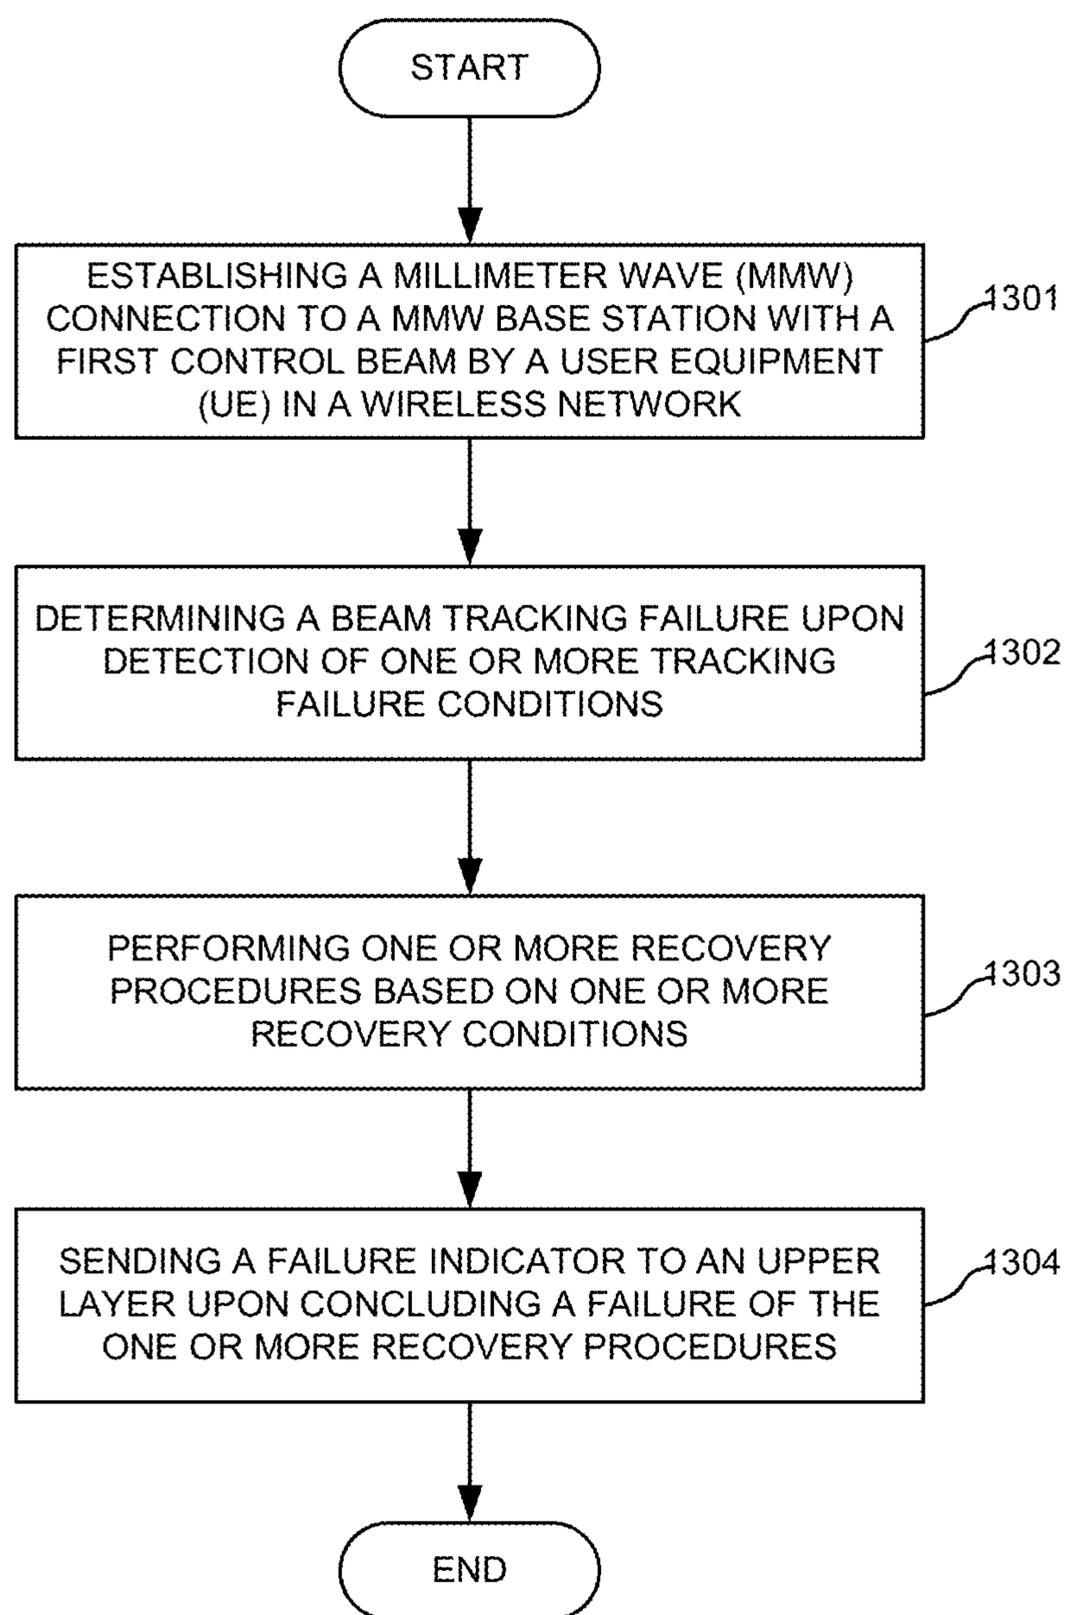 START
ESTABLISHING A MILLIMETER WAVE (MMW)
CONNECTION TO A MMW BASE STATION WITH A
FIRST CONTROL BEAM BY A USER EQUIPMENT
(UE) IN A WIRELESS NETWORK
1301
DETERMINING A BEAM TRACKING FAILURE UPON
DETECTION OF ONE OR MORE TRACKING
FAILURE CONDITIONS
1302
PERFORMING ONE OR MORE RECOVERY
PROCEDURES BASED ON ONE OR MORE
RECOVERY CONDITIONS
1303
SENDING A FAILURE INDICATOR TO AN UPPER
LAYER UPON CONCLUDING A FAILURE OF THE
ONE OR MORE RECOVERY PROCEDURES
1304
END